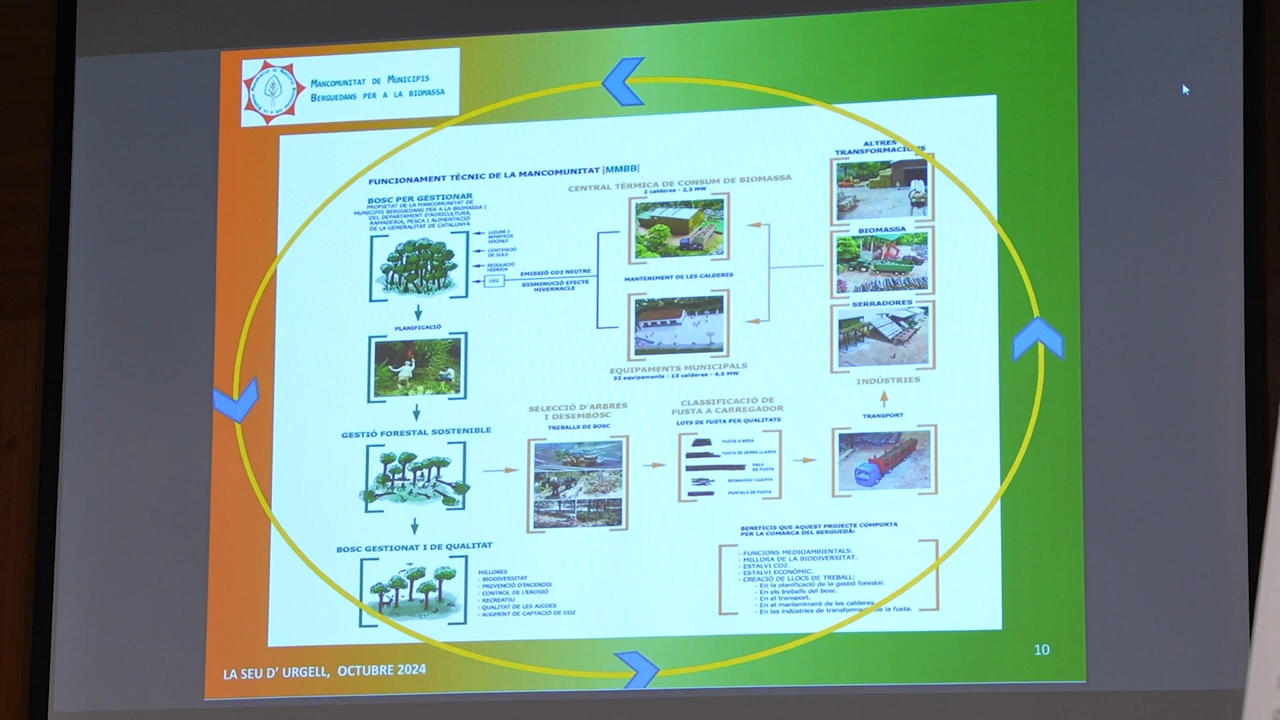 MANCOMUNITAT DE MUNICIPIS
BERGUEDANS PER A LA BIOMASSA
FUNCIONAMENT TÈCNIC DE LA MANCOMUNITAT |MMBB|
BOSC PER GESTIONAR
PROPIETAT DE LA MANCOMUNITAT DE
MUNICIPIS BERGUEDANS PER A LA BIOMASSA I
DEL DEPARTAMENT D'AGRICULTURA,
RAMADERIA, PESCA I ALIMENTACIÓ
DE LA GENERALITAT DE CATALUNYA
LLEURE I
BENEFICIS
SOCIALS
CONTENCIÓ
DE SÒLS
REGULACIÓ
HÍDRICA
CO2
EMISSIÓ CO2 NEUTRE
DISMINUCIÓ EFECTE
HIVERNACLE
PLANIFICACIÓ
GESTIÓ FORESTAL SOSTENIBLE
BOSC GESTIONAT I DE QUALITAT
MILLORES
- BIODIVERSITAT
- PREVENCIÓ D'INCENDIS
- CONTROL DE L'EROSIÓ
- RECREATIU
- QUALITAT DE LES AIGÜES
- AUGMENT DE CAPTACIÓ DE CO2
CENTRAL TÈRMICA DE CONSUM DE BIOMASSA
2 calderes - 2,3 MW
MANTENIMENT DE LES CALDERES
EQUIPAMENTS MUNICIPALS
32 equipaments - 13 calderes - 4,5 MW
SELECCIÓ D'ARBRES
I DESEMBOSC
TREBALLS DE BOSC
CLASSIFICACIÓ DE
FUSTA A CARREGADOR
LOTS DE FUSTA PER QUALITATS
FUSTA A MIDA
FUSTA DE SERRA LLARGA
PALS
DE FUSTA
BIOMASSA I LLENYA
PUNTALS DE FUSTA
ALTRES
TRANSFORMACIONS
BIOMASSA
SERRADORES
INDÚSTRIES
TRANSPORT
BENEFICIS QUE AQUEST PROJECTE COMPORTA
PER LA COMARCA DEL BERGUEDÀ:
- FUNCIONS MEDIOAMBIENTALS.
- MILLORA DE LA BIODIVERSITAT.
- ESTALVI CO2.
- ESTALVI ECONÒMIC.
- CREACIÓ DE LLOCS DE TREBALL:
- En la planificació de la gestió forestal.
- En els treballs del bosc.
- En el transport.
- En el manteniment de les calderes.
- En les indústries de transformació de la fusta.
LA SEU D' URGELL, OCTUBRE 2024
10